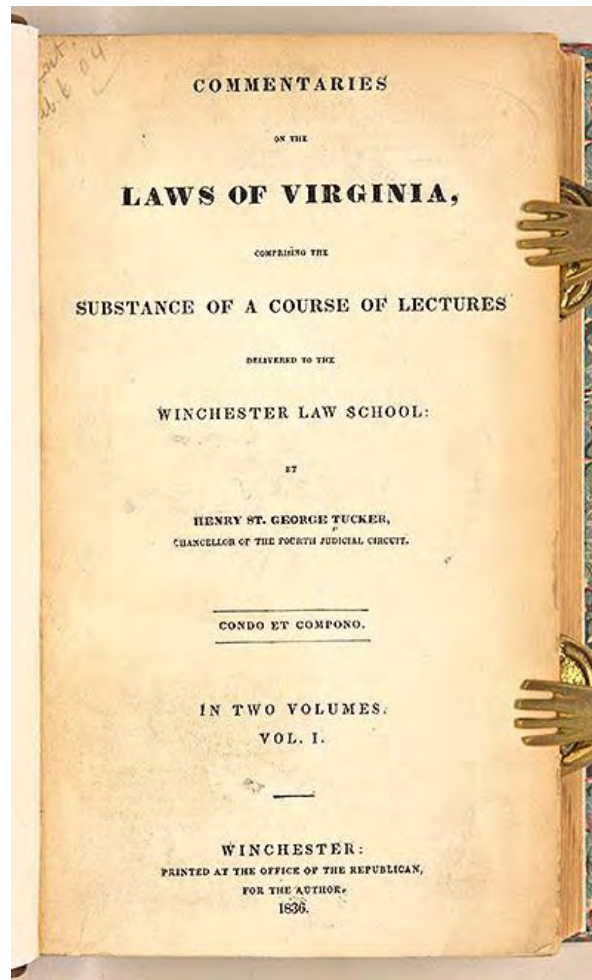 COMMENTARIES
ON THE
LAWS OF VIRGINIA,
COMPRISING THE
SUBSTANCE OF A COURSE OF LECTURES
DELIVERED TO THE
WINCHESTER LAW SCHOOL:
BY
HENRY ST. GEORGE TUCKER,
CHANCELLOR OF THE FOURTH JUDICIAL CIRCUIT.
CONDO ET COMPONO.
IN TWO VOLUMES.
VOL. I.
WINCHESTER:
PRINTED AT THE OFFICE OF THE REPUBLICAN,
FOR THE AUTHOR.
1836.